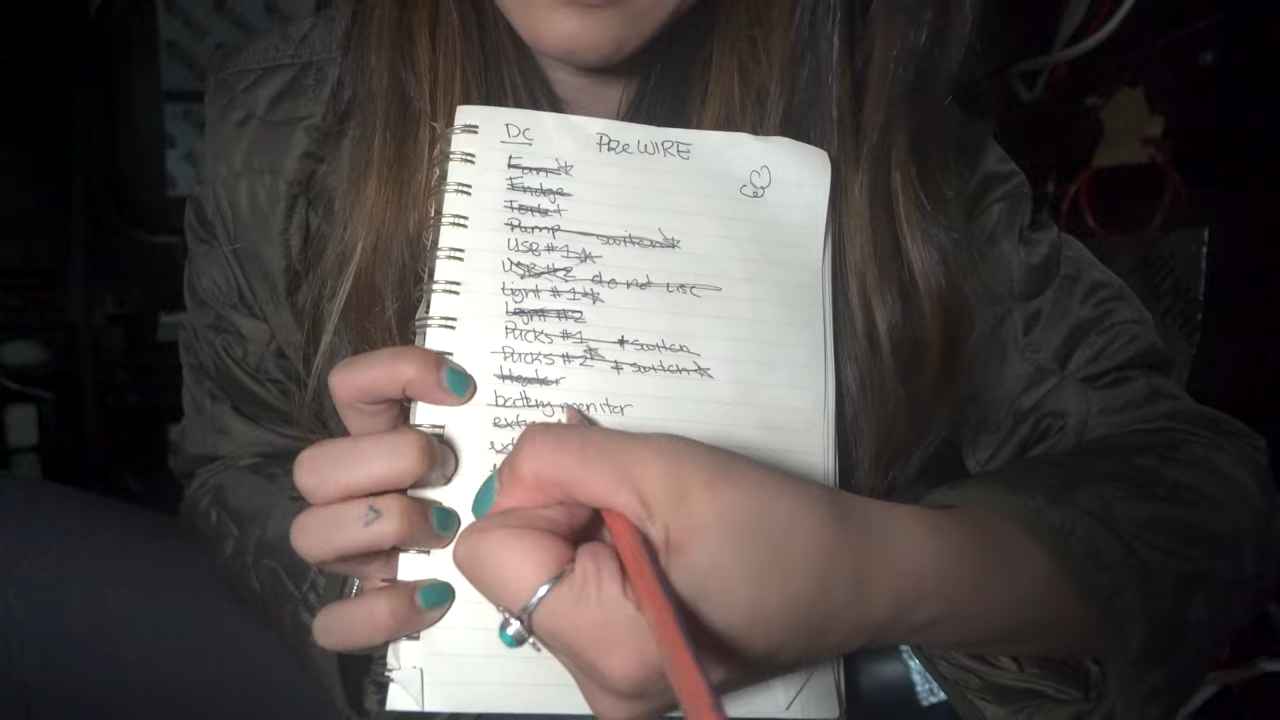 DC PreWIRE
Fan
Fridge
Toilet
Pump switch
USB #1
USB #2 do not use
Light #1
Light #2
Pucks #1 + switch
Pucks #2 + switch
Heater
battery monitor